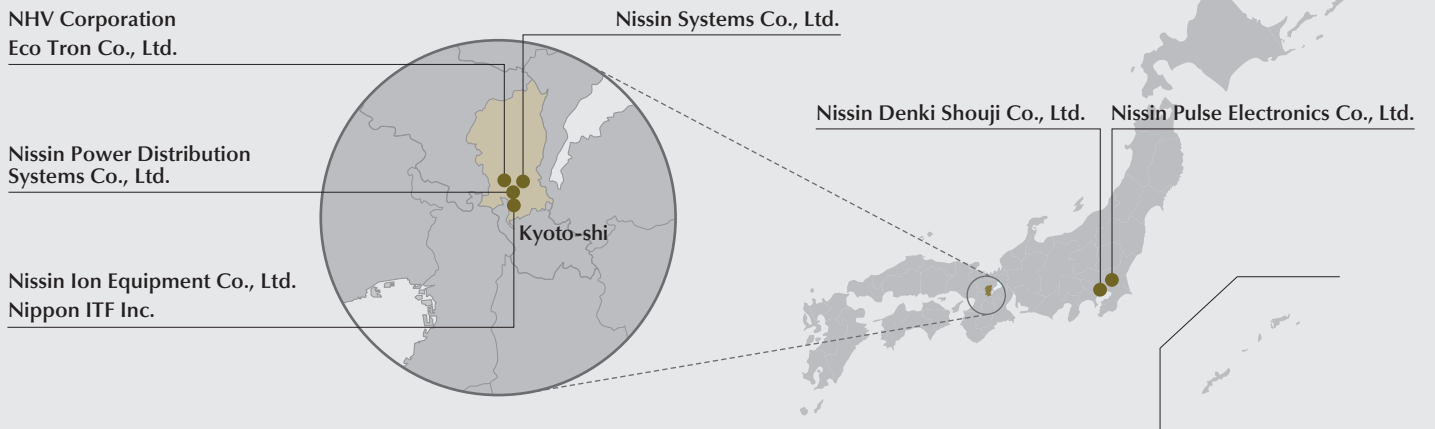 NHV Corporation
Eco Tron Co., Ltd.
Nissin Systems Co., Ltd.
Nissin Denki Shouji Co., Ltd.
Nissin Pulse Electronics Co., Ltd.
Nissin Power Distribution
Systems Co., Ltd.
Kyoto-shi
Nissin Ion Equipment Co., Ltd.
Nippon ITF Inc.